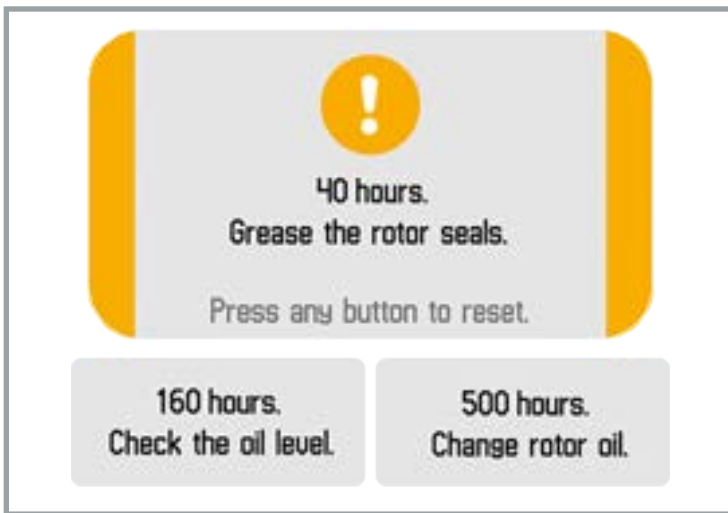 !
40 hours.
Grease the rotor seals.
Press any button to reset.
160 hours.
Check the oil level.
500 hours.
Change rotor oil.